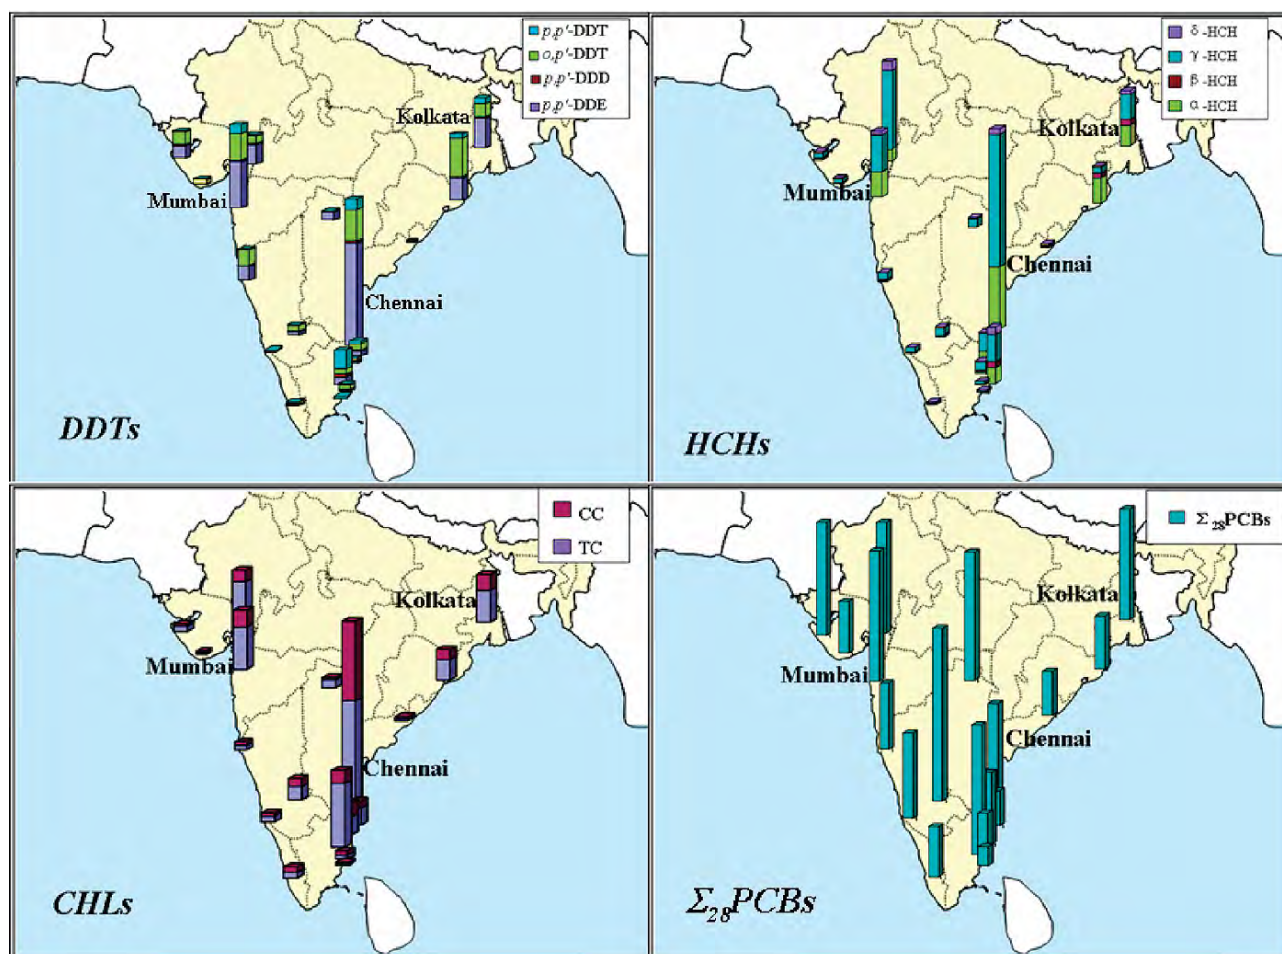 p,p'-DDT
o,p'-DDT
p,p'-DDD
p,p'-DDE
Kolkata
Mumbai
Chennai
DDTs
δ-HCH
γ-HCH
β-HCH
α-HCH
Kolkata
Mumbai
Chennai
HCHs
CC
TC
Kolkata
Mumbai
Chennai
CHLs
Σ28PCBs
Kolkata
Mumbai
Chennai
Σ28PCBs